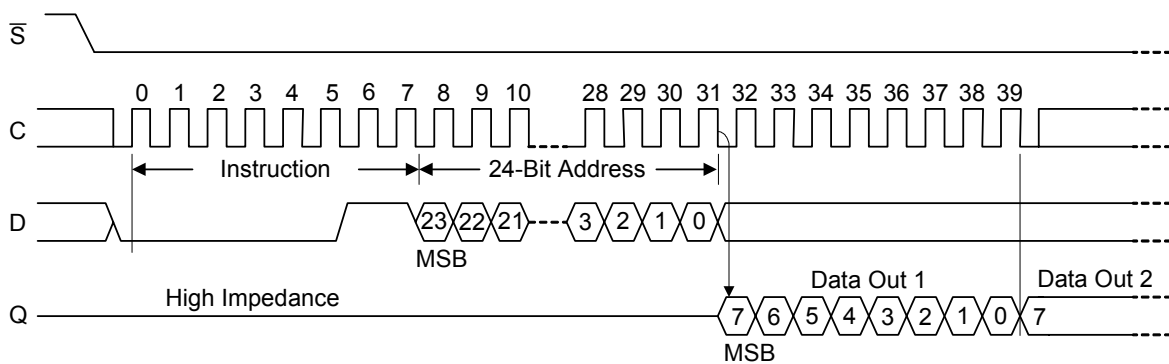 S
0 1 2 3 4 5 6 7 8 9 10 28 29 30 31 32 33 34 35 36 37 38 39
C
Instruction 24-Bit Address
D 23 22 21 3 2 1 0
MSB
High Impedance Data Out 1 Data Out 2
Q 7 6 5 4 3 2 1 0 7
MSB